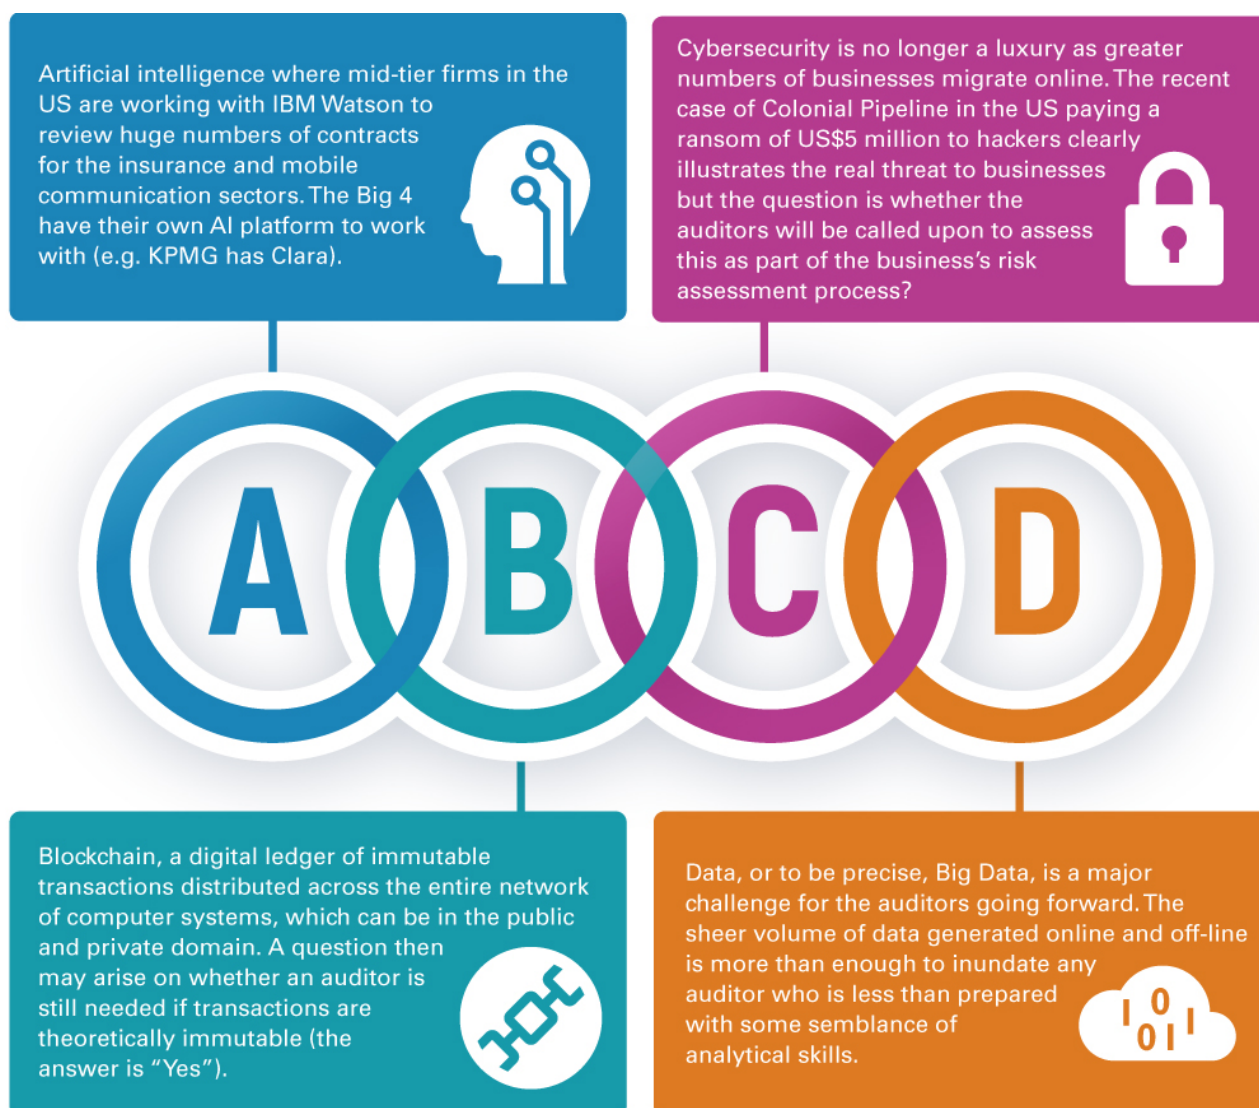 Artificial intelligence where mid-tier firms in the
US are working with IBM Watson to
review huge numbers of contracts
for the insurance and mobile
communication sectors. The Big 4
have their own AI platform to work
with (e.g. KPMG has Clara).
Cybersecurity is no longer a luxury as greater
numbers of businesses migrate online. The recent
case of Colonial Pipeline in the US paying a
ransom of US$5 million to hackers clearly
illustrates the real threat to businesses
but the question is whether the
auditors will be called upon to assess
this as part of the business’s risk
assessment process?
A
B
C
D
Blockchain, a digital ledger of immutable
transactions distributed across the entire network
of computer systems, which can be in the public
and private domain. A question then
may arise on whether an auditor is
still needed if transactions are
theoretically immutable (the
answer is “Yes”).
Data, or to be precise, Big Data, is a major
challenge for the auditors going forward. The
sheer volume of data generated online and off-line
is more than enough to inundate any
auditor who is less than prepared
with some semblance of
analytical skills.
I 0 I
0 I